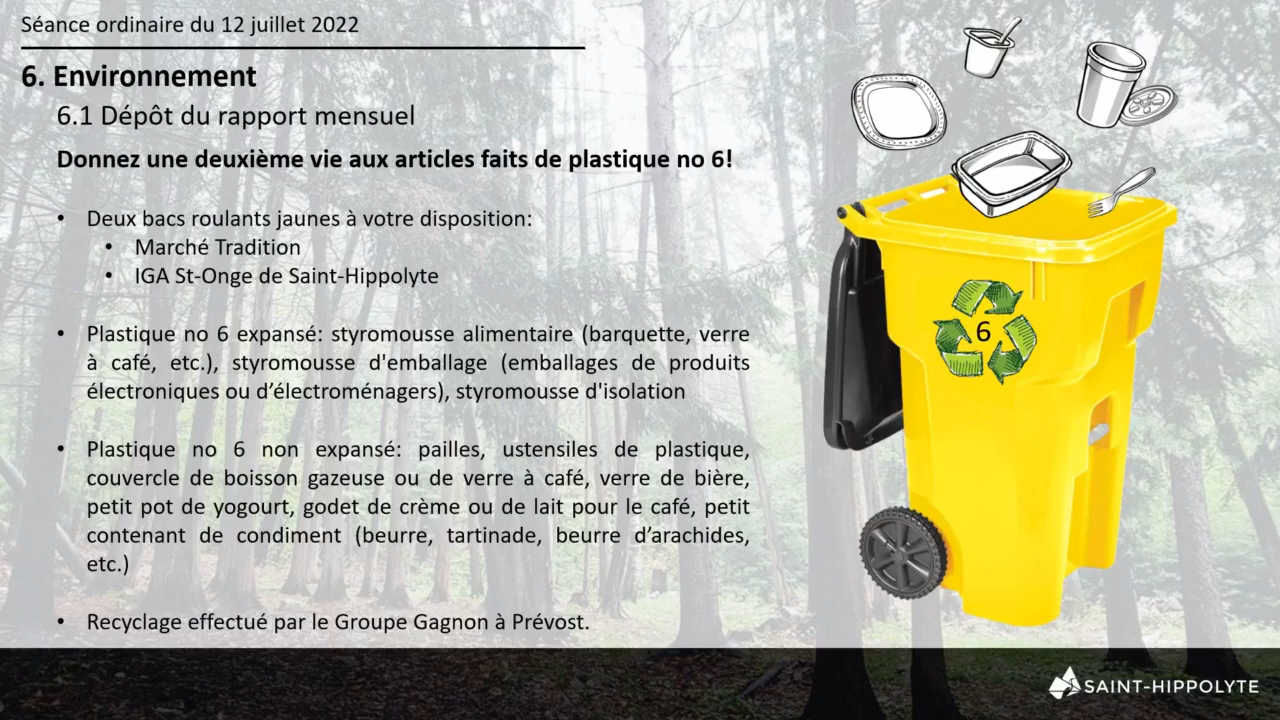 Séance ordinaire du 12 juillet 2022
6. Environnement
6.1 Dépôt du rapport mensuel
Donnez une deuxième vie aux articles faits de plastique no 6!
• Deux bacs roulants jaunes à votre disposition:
• Marché Tradition
• IGA St-Onge de Saint-Hippolyte
• Plastique no 6 expansé: styromousse alimentaire (barquette, verre
à café, etc.), styromousse d'emballage (emballages de produits
électroniques ou d’électroménagers), styromousse d'isolation
• Plastique no 6 non expansé: pailles, ustensiles de plastique,
couvercle de boisson gazeuse ou de verre à café, verre de bière,
petit pot de yogourt, godet de crème ou de lait pour le café, petit
contenant de condiment (beurre, tartinade, beurre d’arachides,
etc.)
• Recyclage effectué par le Groupe Gagnon à Prévost.
6
SAINT-HIPPOLYTE